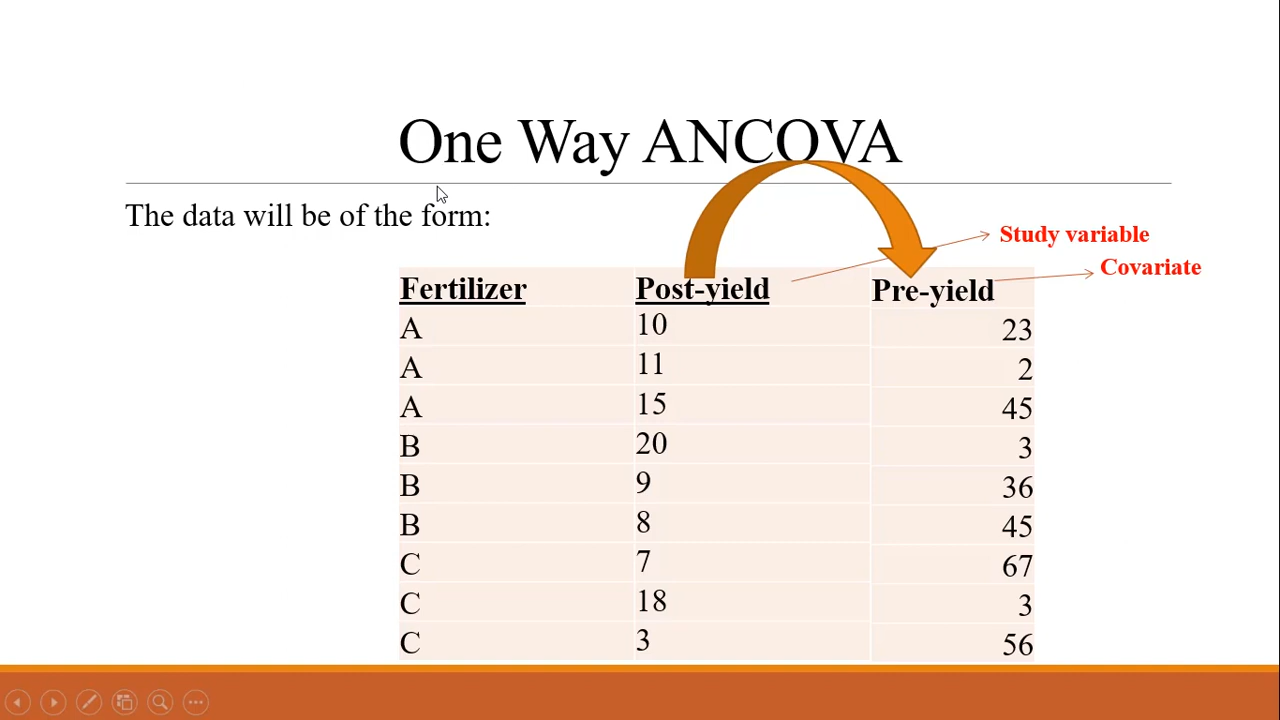 One Way ANCOVA
The data will be of the form:
Study variable
Covariate
Fertilizer Post-yield Pre-yield
A 10 23
A 11 2
A 15 45
B 20 3
B 9 36
B 8 45
C 7 67
C 18 3
C 3 56